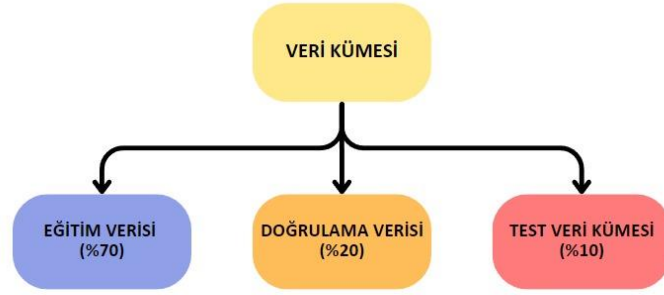 VERİ KÜMESİ
EĞİTİM VERİSİ
(%70)
DOĞRULAMA VERİSİ
(%20)
TEST VERİ KÜMESİ
(%10)